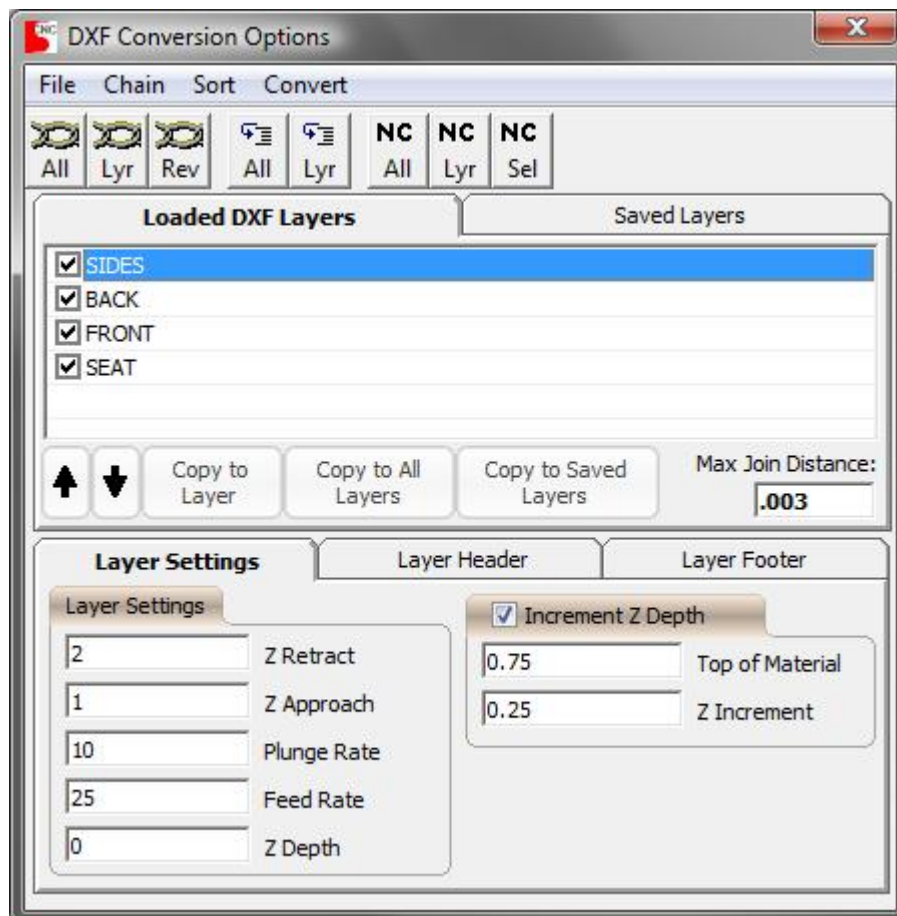 CNC DXF Conversion Options
File Chain Sort Convert
NC NC NC
All Lyr Rev All Lyr All Lyr Sel
Loaded DXF Layers Saved Layers
SIDES
BACK
FRONT
SEAT
Copy to Layer Copy to All Layers Copy to Saved Layers Max Join Distance:
.003
Layer Settings Layer Header Layer Footer
Layer Settings Increment Z Depth
2 Z Retract 0.75 Top of Material
1 Z Approach 0.25 Z Increment
10 Plunge Rate
25 Feed Rate
0 Z Depth